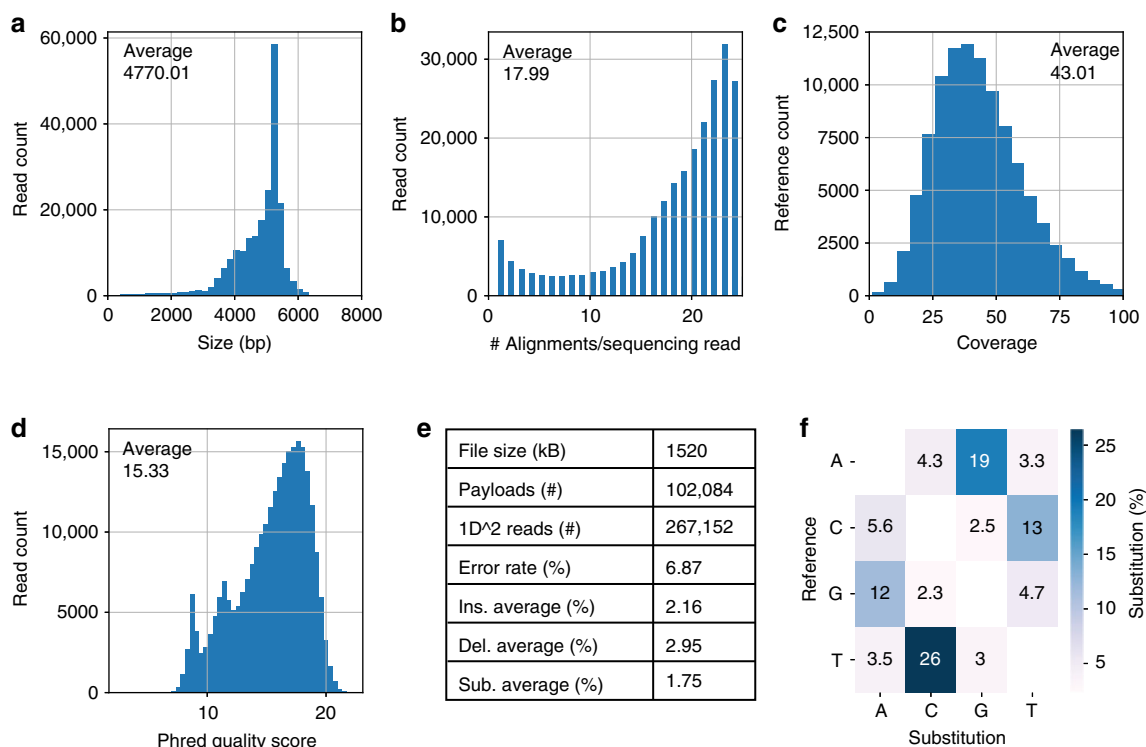 a
60,000
40,000
20,000
0
Read count
Average
4770.01
0 2000 4000 6000 8000
Size (bp)
b
30,000
20,000
10,000
0
Read count
Average
17.99
0 10 20
# Alignments/sequencing read
c
12,500
10,000
7500
5000
2500
0
Reference count
Average
43.01
0 25 50 75 100
Coverage
d
15,000
10,000
5000
0
Read count
Average
15.33
10 20
Phred quality score
e
File size (kB) 1520
Payloads (#) 102,084
1D^2 reads (#) 267,152
Error rate (%) 6.87
Ins. average (%) 2.16
Del. average (%) 2.95
Sub. average (%) 1.75
f
Reference
A 4.3 19 3.3
C 5.6 2.5 13
G 12 2.3 4.7
T 3.5 26 3
A C G T
Substitution
25
20
15
10
5
Substitution (%)